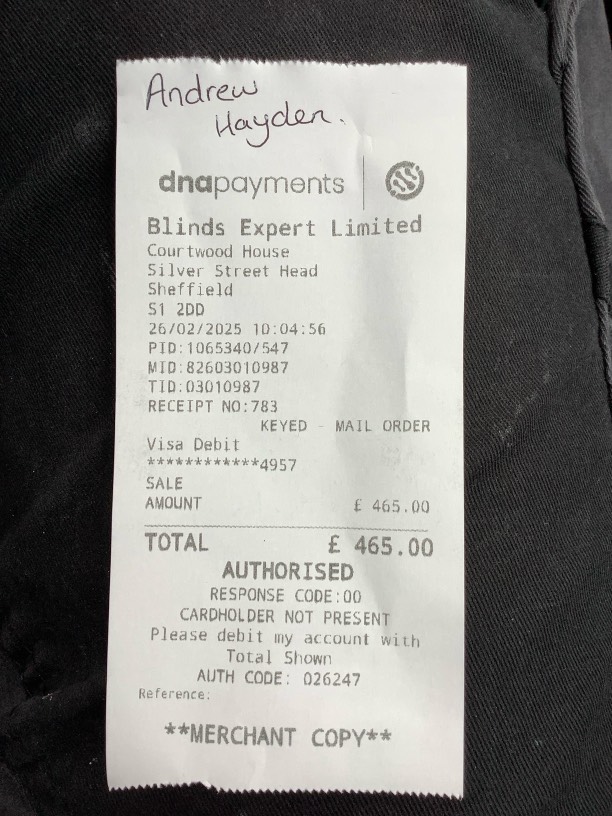 Andrew
Hayden.
dnapayments
Blinds Expert Limited
Courtwood House
Silver Street Head
Sheffield
S1 2DD
26/02/2025 10:04:56
PID:1065340/547
MID:82603010987
TID:03010987
RECEIPT NO:783
KEYED - MAIL ORDER
Visa Debit
************4957
SALE
AMOUNT £ 465.00
TOTAL £ 465.00
AUTHORISED
RESPONSE CODE:00
CARDHOLDER NOT PRESENT
Please debit my account with
Total Shown
AUTH CODE: 026247
Reference:
**MERCHANT COPY**